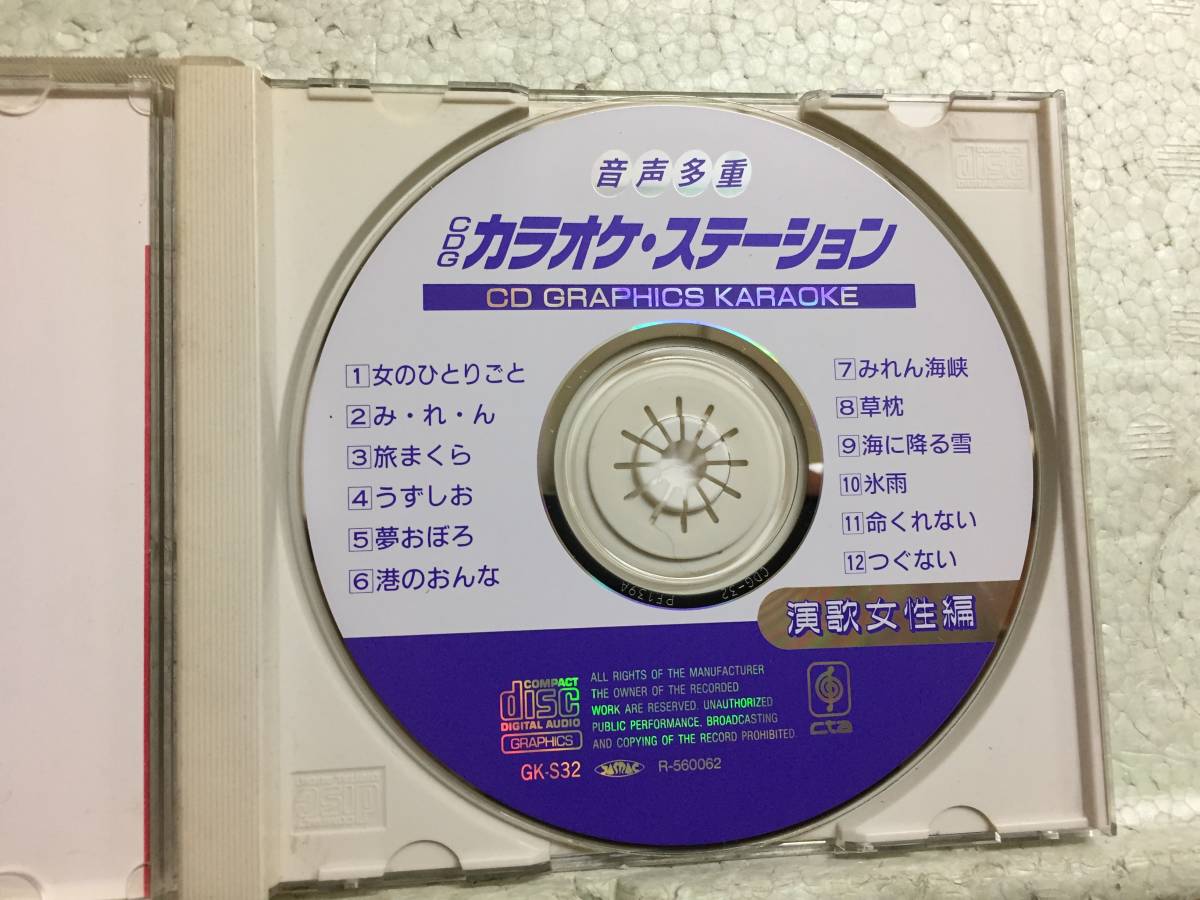 音声多重
CDG カラオケ・ステーション
CD GRAPHICS KARAOKE
1 女のひとりごと
2 み・れ・ん
3 旅まくら
4 うずしお
5 夢おぼろ
6 港のおんな
7 みれん海峡
8 草枕
9 海に降る雪
10 氷雨
11 命くれない
12 つぐない
PE139A CDG-32
演歌女性編
COMPACT
disc
DIGITAL AUDIO
GRAPHICS
ALL RIGHTS OF THE MANUFACTURER
THE OWNER OF THE RECORDED
WORK ARE RESERVED. UNAUTHORIZED
PUBLIC PERFORMANCE, BROADCASTING
AND COPYING OF THE RECORD PROHIBITED
cta
GK-S32
JASRAC
R-560062
disc